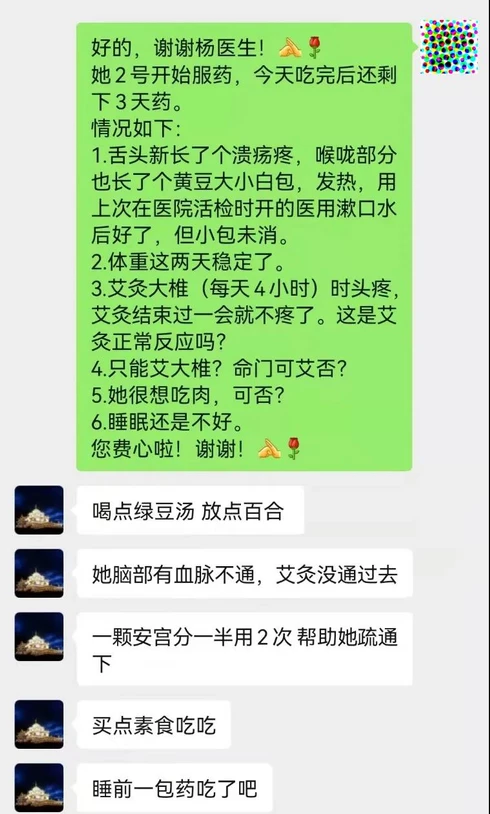 好的，谢谢杨医生！
她2号开始服药，今天吃完后还剩
下3天药。
情况如下：
1.舌头新长了个溃疡疼，喉咙部分
也长了个黄豆大小白包，发热，用
上次在医院活检时开的医用漱口水
后好了，但小包未消。
2.体重这两天稳定了。
3.艾灸大椎（每天4小时）时头疼，
艾灸结束过一会就不疼了。这是艾
灸正常反应吗？
4.只能艾大椎？命门可艾否？
5.她很想吃肉，可否？
6.睡眠还是不好。
您费心啦！谢谢！
喝点绿豆汤 放点百合
她脑部有血脉不通，艾灸没通过去
一颗安宫分一半用2次 帮助她疏通
下
买点素食吃吃
睡前一包药吃了吧